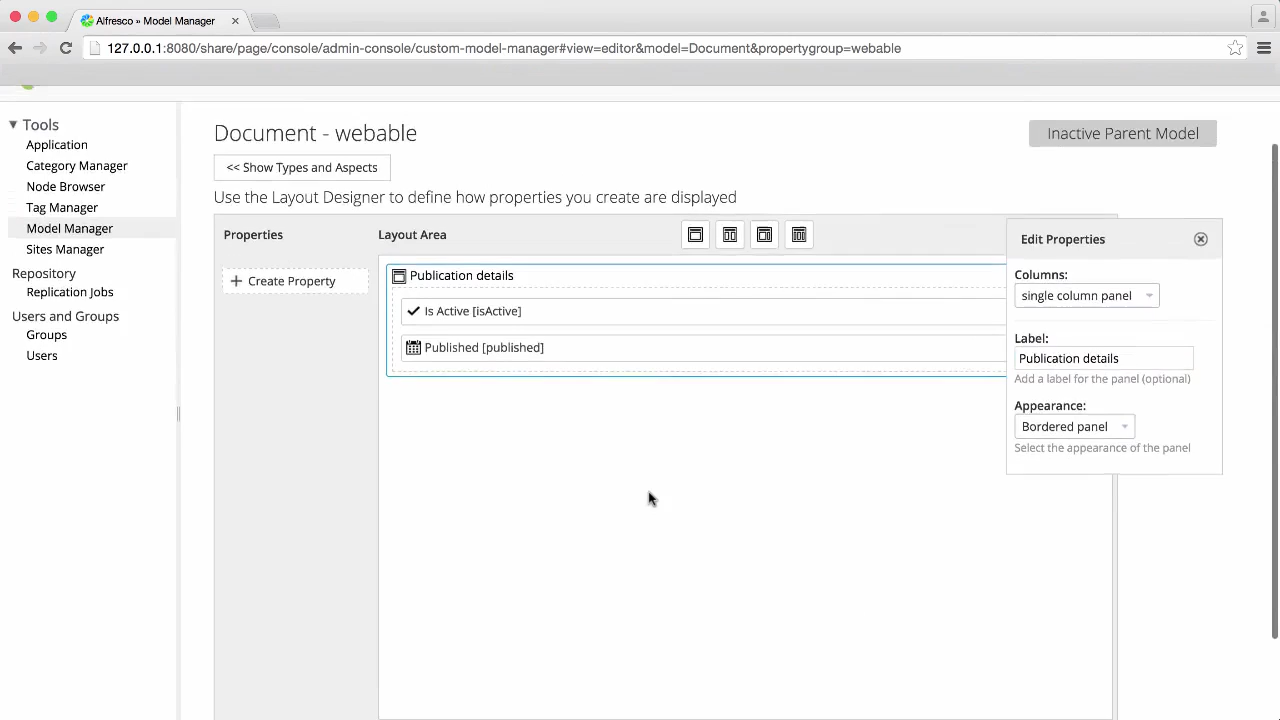 Alfresco » Model Manager
127.0.0.1:8080/share/page/console/admin-console/custom-model-manager#view=editor&model=Document&propertygroup=webable
Tools
Application
Category Manager
Node Browser
Tag Manager
Model Manager
Sites Manager
Repository
Replication Jobs
Users and Groups
Groups
Users
Document - webable
Inactive Parent Model
<< Show Types and Aspects
Use the Layout Designer to define how properties you create are displayed
Properties
Layout Area
Create Property
Publication details
Is Active [isActive]
Published [published]
Edit Properties
Columns:
single column panel
Label:
Publication details
Add a label for the panel (optional)
Appearance:
Bordered panel
Select the appearance of the panel